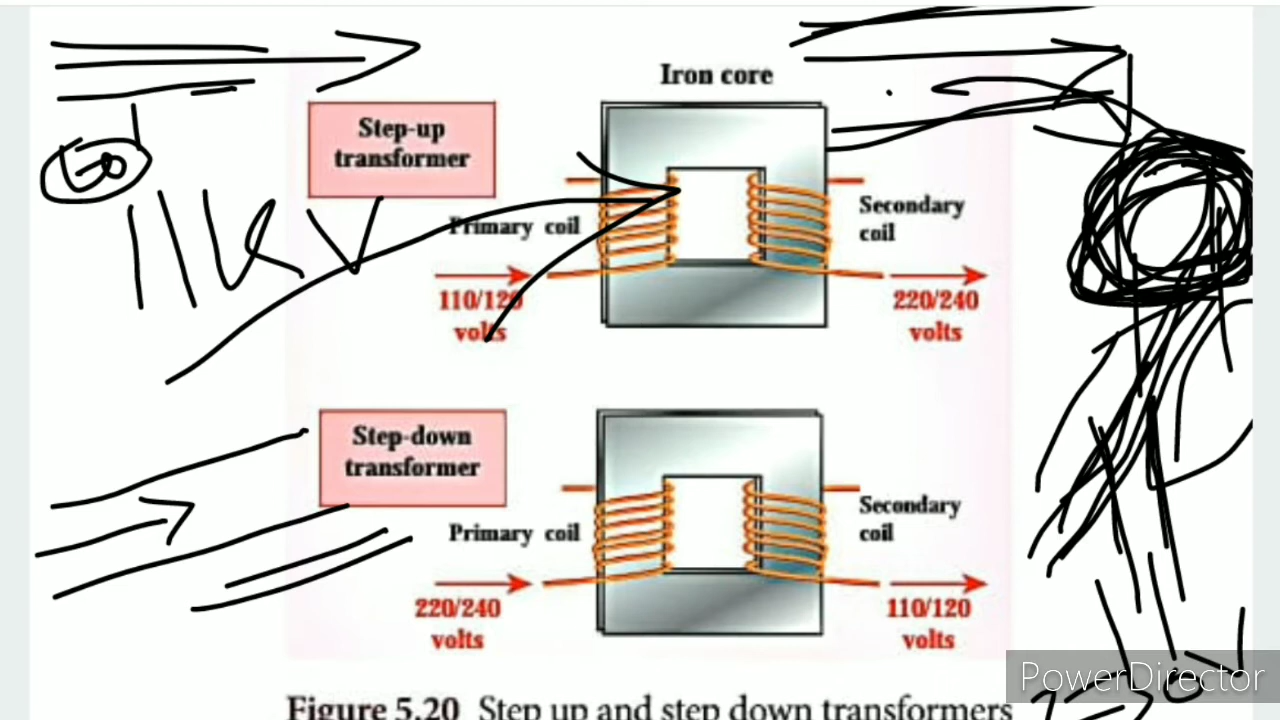 Iron core
Step-up
transformer
Primary coil
Secondary
coil
110/120
volts
220/240
volts
11KV
Step-down
transformer
Primary coil
Secondary
coil
220/240
volts
110/120
volts
230V
PowerDirector
Figure 5.20 Step up and step down transformers